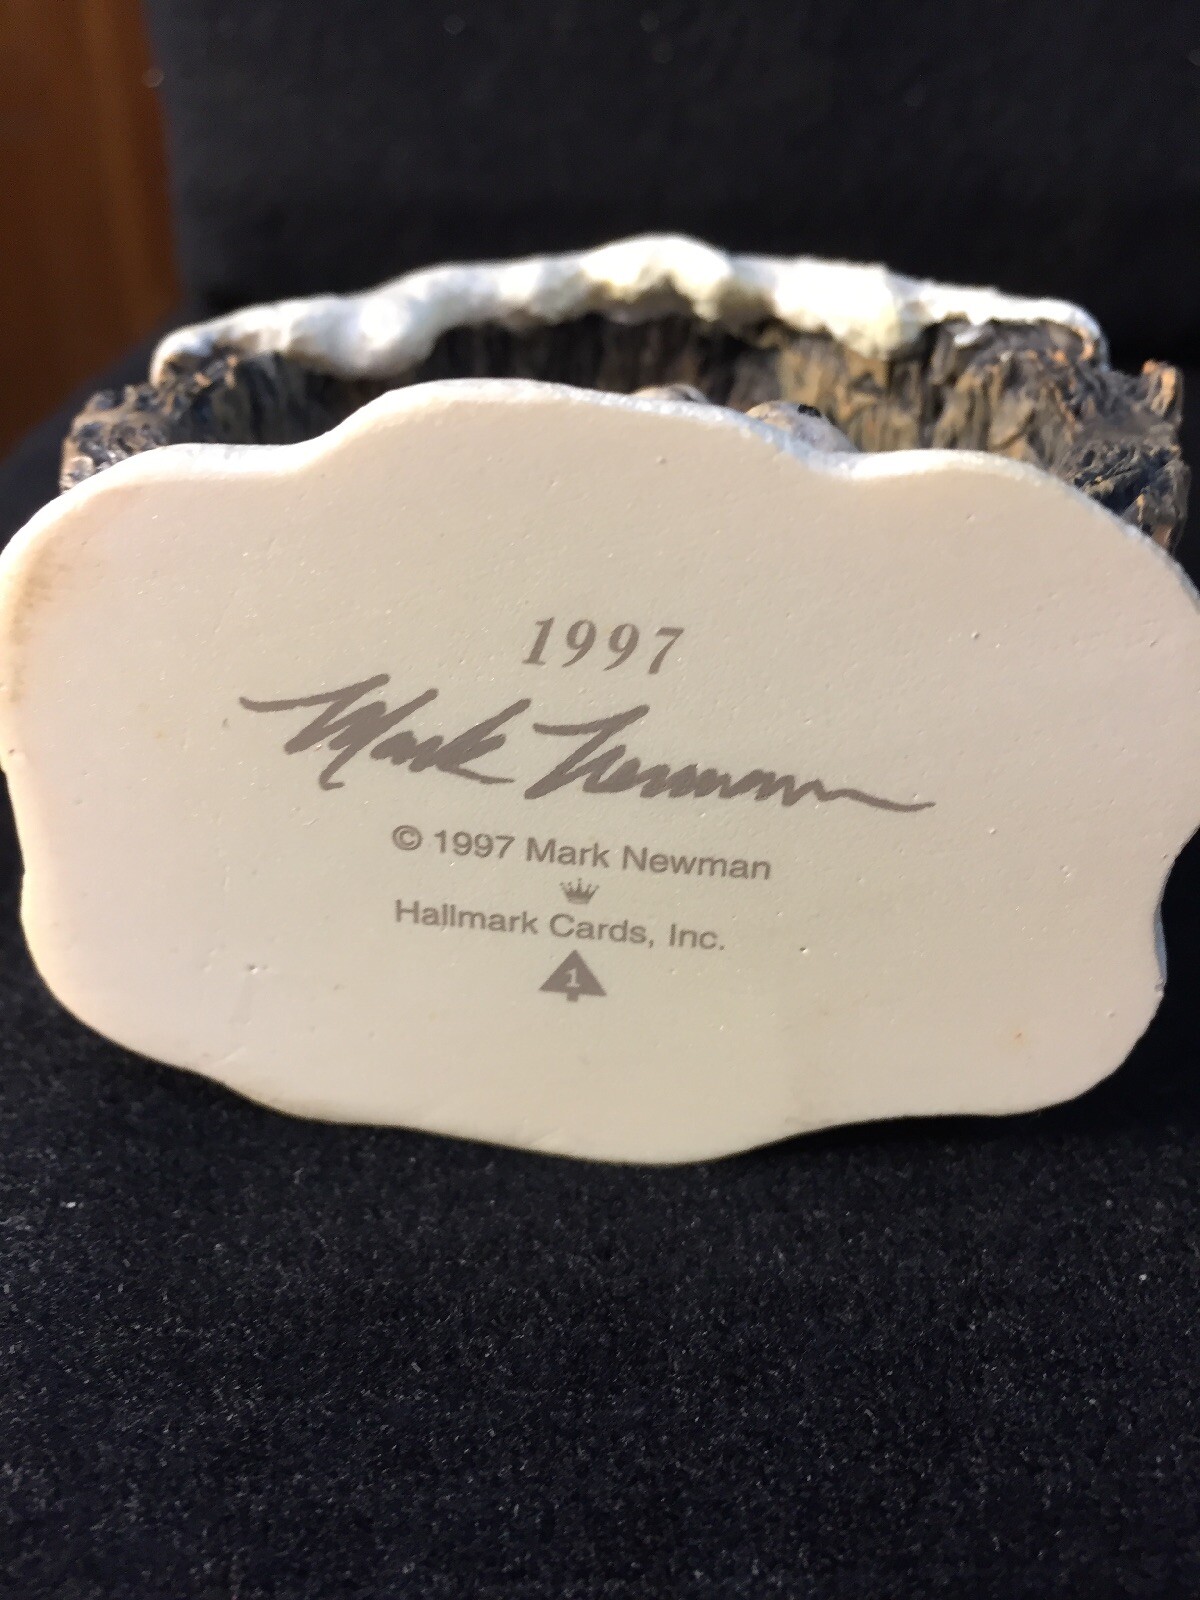 1997
Mark Newman
© 1997 Mark Newman
Hallmark Cards, Inc.
1